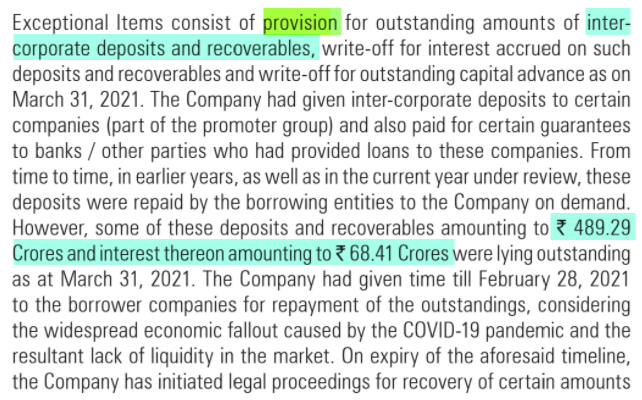 Exceptional Items consist of provision for outstanding amounts of inter-
corporate deposits and recoverables, write-off for interest accrued on such
deposits and recoverables and write-off for outstanding capital advance as on
March 31, 2021. The Company had given inter-corporate deposits to certain
companies (part of the promoter group) and also paid for certain guarantees
to banks / other parties who had provided loans to these companies. From
time to time, in earlier years, as well as in the current year under review, these
deposits were repaid by the borrowing entities to the Company on demand.
However, some of these deposits and recoverables amounting to ₹ 489.29
Crores and interest thereon amounting to ₹ 68.41 Crores were lying outstanding
as at March 31, 2021. The Company had given time till February 28, 2021
to the borrower companies for repayment of the outstandings, considering
the widespread economic fallout caused by the COVID-19 pandemic and the
resultant lack of liquidity in the market. On expiry of the aforesaid timeline,
the Company has initiated legal proceedings for recovery of certain amounts